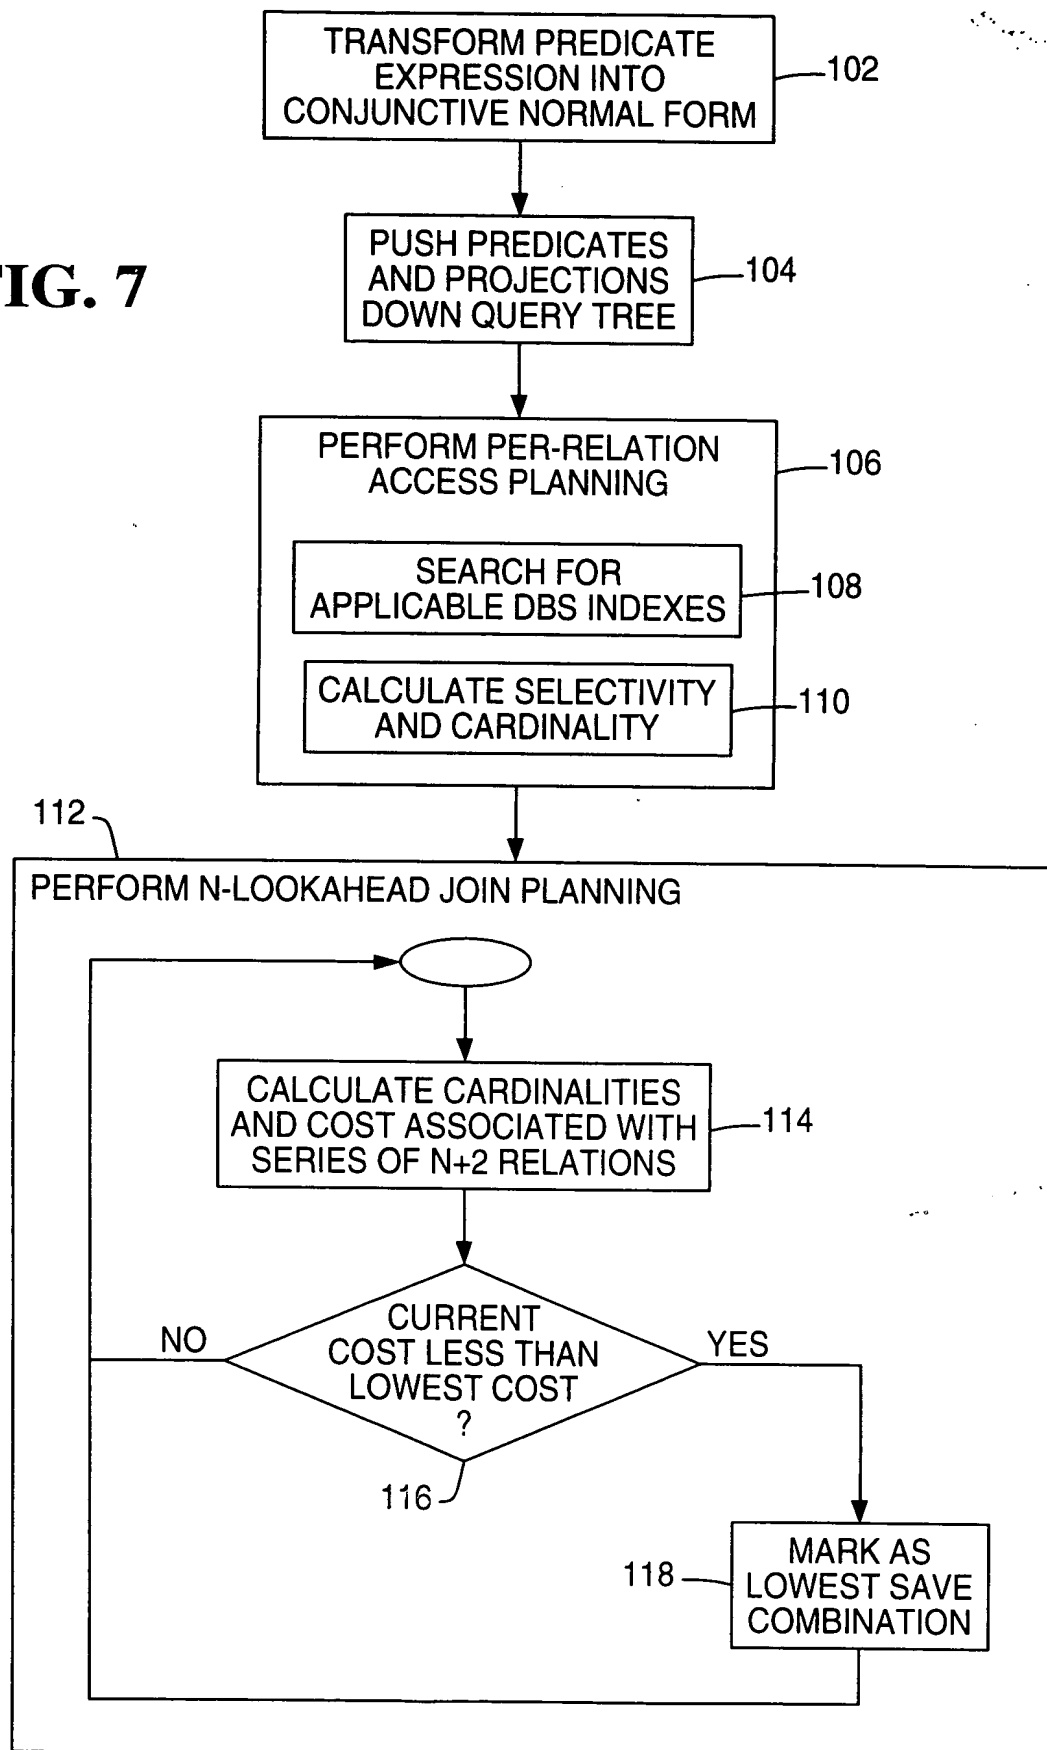 TRANSFORM PREDICATE
EXPRESSION INTO
CONJUNCTIVE NORMAL FORM
102
PUSH PREDICATES
AND PROJECTIONS
DOWN QUERY TREE
104
IG. 7
PERFORM PER-RELATION
ACCESS PLANNING
106
SEARCH FOR
APPLICABLE DBS INDEXES
108
CALCULATE SELECTIVITY
AND CARDINALITY
110
112
PERFORM N-LOOKAHEAD JOIN PLANNING
CALCULATE CARDINALITIES
AND COST ASSOCIATED WITH
SERIES OF N+2 RELATIONS
114
NO
CURRENT
COST LESS THAN
LOWEST COST
?
YES
116
118
MARK AS
LOWEST SAVE
COMBINATION